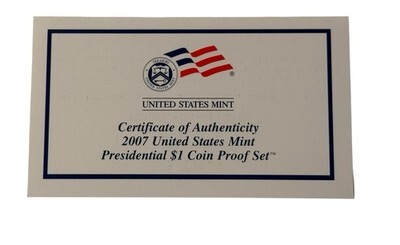 UNITED STATES MINT
Certificate of Authenticity
2007 United States Mint
Presidential $1 Coin Proof Set™